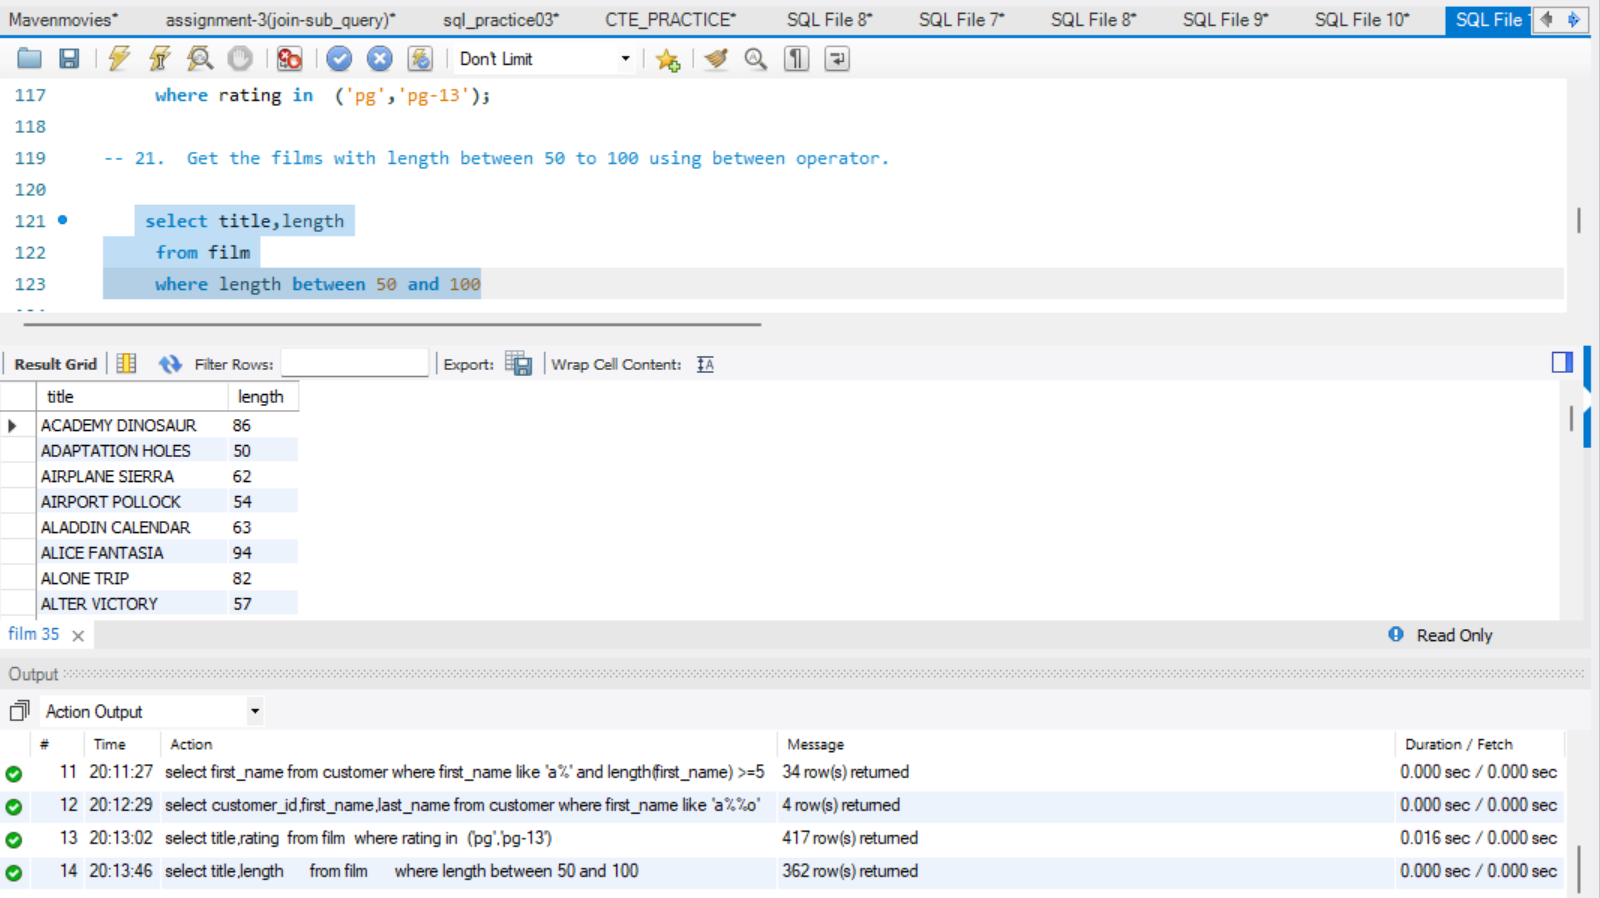 Mavenmovies* assignment-3(join-sub_query)* sql_practice03* CTE_PRACTICE* SQL File 8* SQL File 7* SQL File 8* SQL File 9* SQL File 10* SQL File
Don't Limit
117 where rating in ('pg','pg-13');
118
119 -- 21. Get the films with length between 50 to 100 using between operator.
120
121 select title,length
122 from film
123 where length between 50 and 100
Result Grid Filter Rows: Export: Wrap Cell Content:
title length
ACADEMY DINOSAUR 86
ADAPTATION HOLES 50
AIRPLANE SIERRA 62
AIRPORT POLLOCK 54
ALADDIN CALENDAR 63
ALICE FANTASIA 94
ALONE TRIP 82
ALTER VICTORY 57
film 35 Read Only
Output
Action Output
# Time Action Message Duration / Fetch
11 20:11:27 select first_name from customer where first_name like 'a%' and length(first_name) >=5 34 row(s) returned 0.000 sec / 0.000 sec
12 20:12:29 select customer_id,first_name,last_name from customer where first_name like 'a%%o' 4 row(s) returned 0.000 sec / 0.000 sec
13 20:13:02 select title,rating from film where rating in ('pg','pg-13') 417 row(s) returned 0.016 sec / 0.000 sec
14 20:13:46 select title,length from film where length between 50 and 100 362 row(s) returned 0.000 sec / 0.000 sec